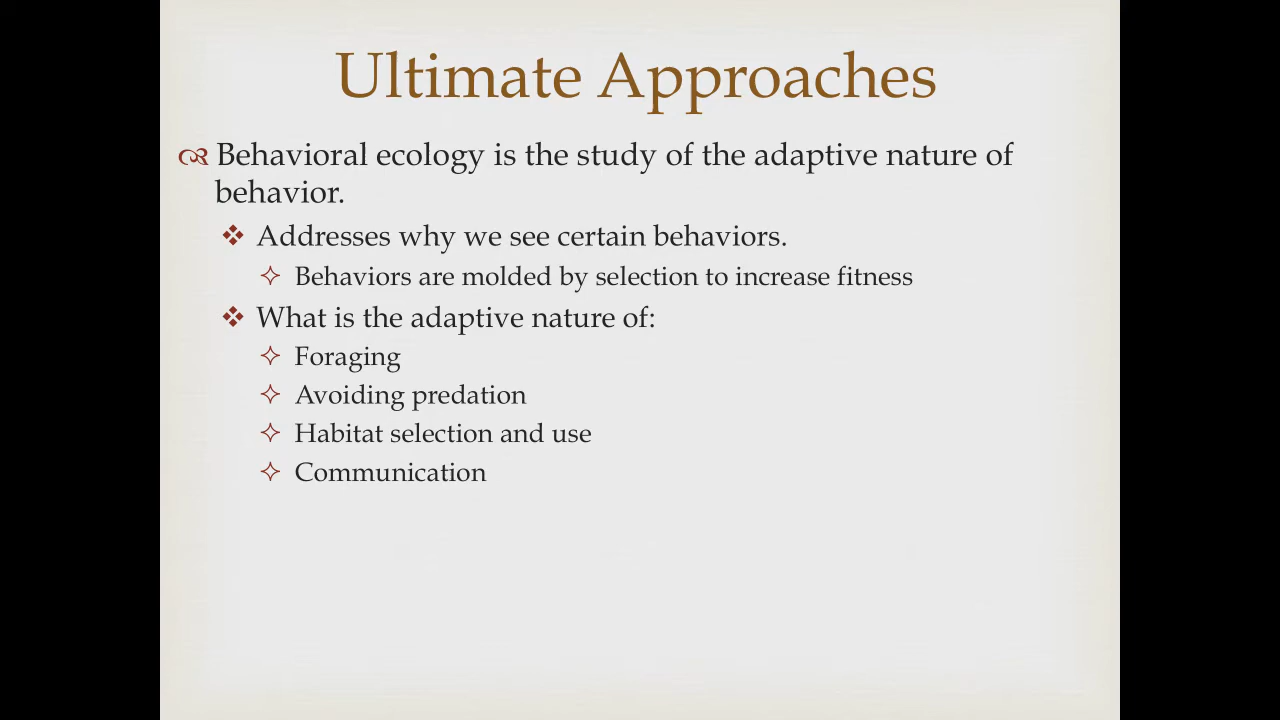 Ultimate Approaches
Behavioral ecology is the study of the adaptive nature of
behavior.
Addresses why we see certain behaviors.
Behaviors are molded by selection to increase fitness
What is the adaptive nature of:
Foraging
Avoiding predation
Habitat selection and use
Communication